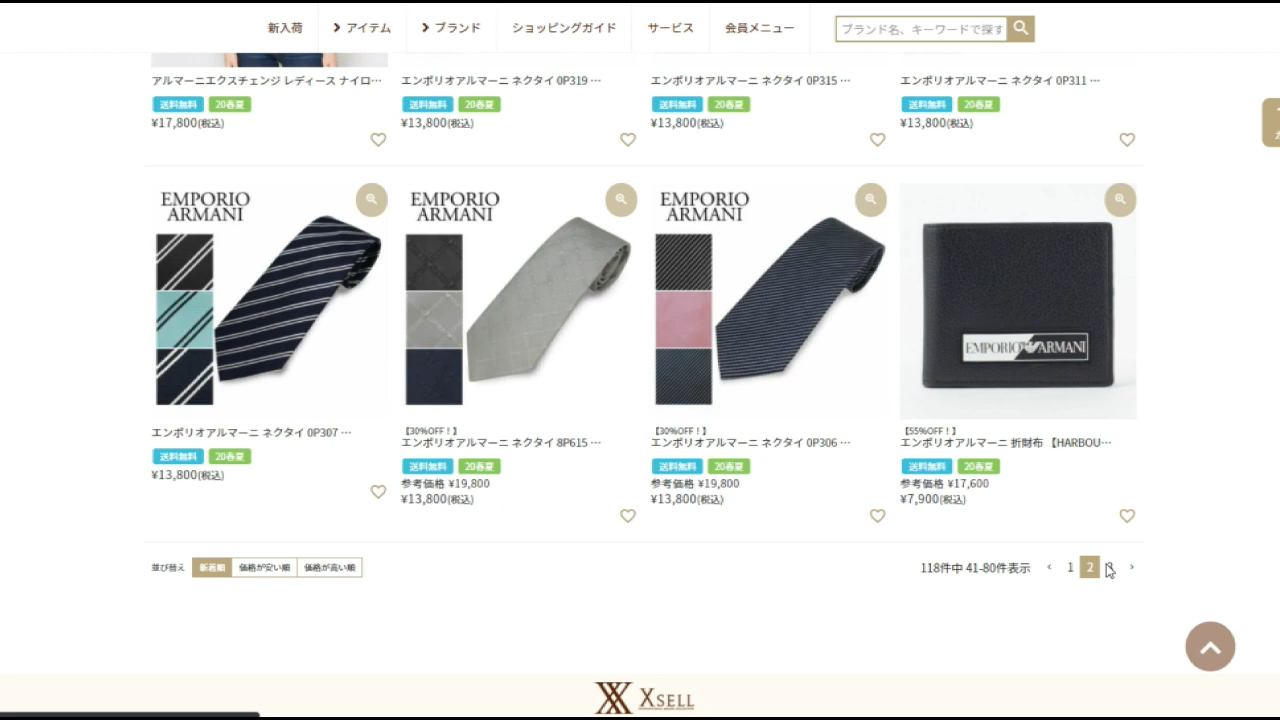 新入荷
アイテム
ブランド
ショッピングガイド
サービス
会員メニュー
ブランド名、キーワードで探す
アルマーニエクスチェンジ レディース ナイロ…
送料無料 20春夏
¥17,800(税込)
エンポリオアルマーニ ネクタイ 0P319 …
送料無料 20春夏
¥13,800(税込)
エンポリオアルマーニ ネクタイ 0P315 …
送料無料 20春夏
¥13,800(税込)
エンポリオアルマーニ ネクタイ 0P311 …
送料無料 20春夏
¥13,800(税込)
EMPORIO
ARMANI
エンポリオアルマーニ ネクタイ 0P307 …
送料無料 20春夏
¥13,800(税込)
EMPORIO
ARMANI
【30%OFF！】
エンポリオアルマーニ ネクタイ 8P615 …
送料無料 20春夏
参考価格 ¥19,800
¥13,800(税込)
EMPORIO
ARMANI
【30%OFF！】
エンポリオアルマーニ ネクタイ 0P306 …
送料無料 20春夏
参考価格 ¥19,800
¥13,800(税込)
EMPORIO ARMANI
【55%OFF！】
エンポリオアルマーニ 折財布 【HARBOU…
送料無料 20春夏
参考価格 ¥17,600
¥7,900(税込)
並び替え 新着順 価格が安い順 価格が高い順
118件中 41-80件表示 ‹ 1 2 ›
XSELL